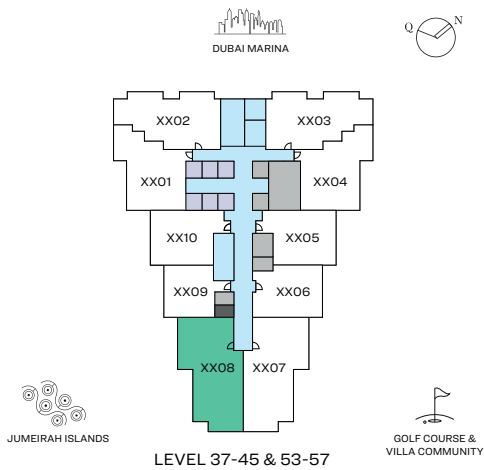 DUBAI MARINA
Q N
XX02 XX03
XX01 XX04
XX10 XX05
XX09 XX06
XX08 XX07
JUMEIRAH ISLANDS
GOLF COURSE &
VILLA COMMUNITY
LEVEL 37-45 & 53-57